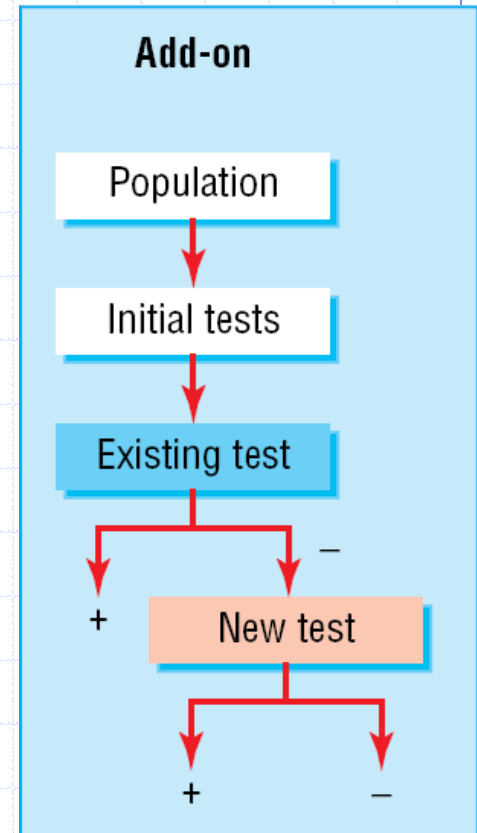 Add-on
Population
Initial tests
Existing test
–
+
New test
+ –